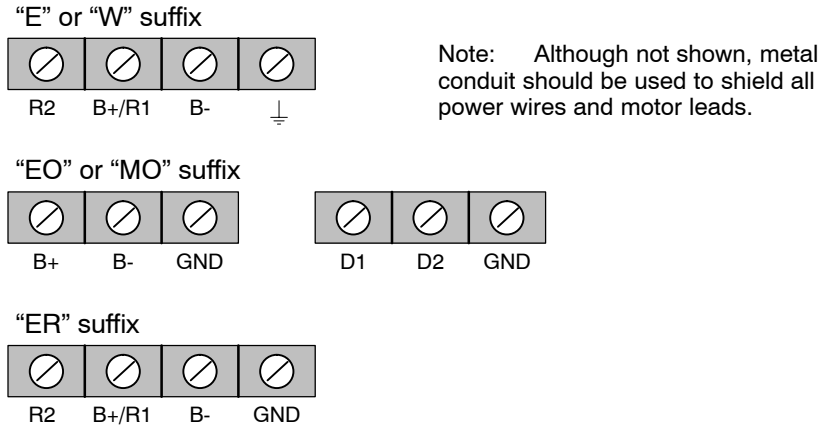 “E” or “W” suffix
R2 B+/R1 B-
Note: Although not shown, metal
conduit should be used to shield all
power wires and motor leads.
“EO” or “MO” suffix
B+ B- GND D1 D2 GND
“ER” suffix
R2 B+/R1 B- GND